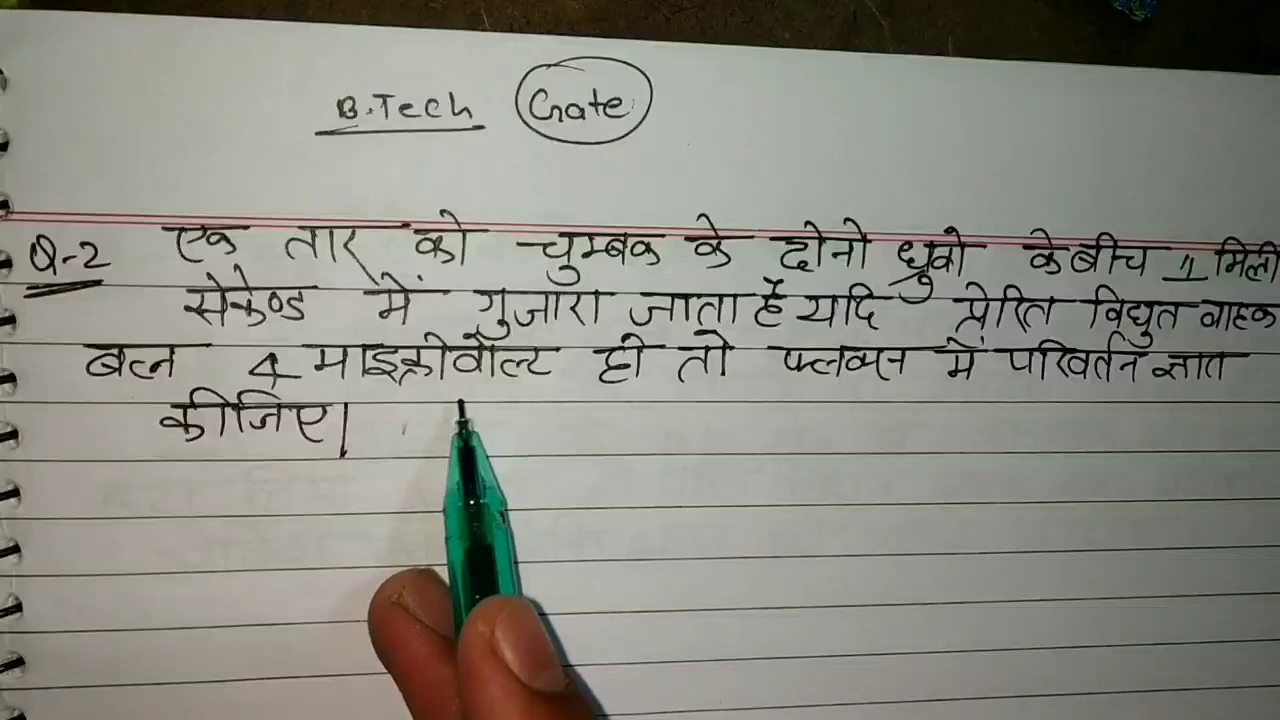 B.Tech Gate
Q-2 एक तार को चुम्बक के दोनो ध्रुवो के बीच 1 मिली
सेकेण्ड में गुजारा जाता है यदि प्रेरित विद्युत वाहक
बल 4 माइक्रोवोल्ट हो तो फ्लक्स में परिवर्तन ज्ञात
कीजिए।